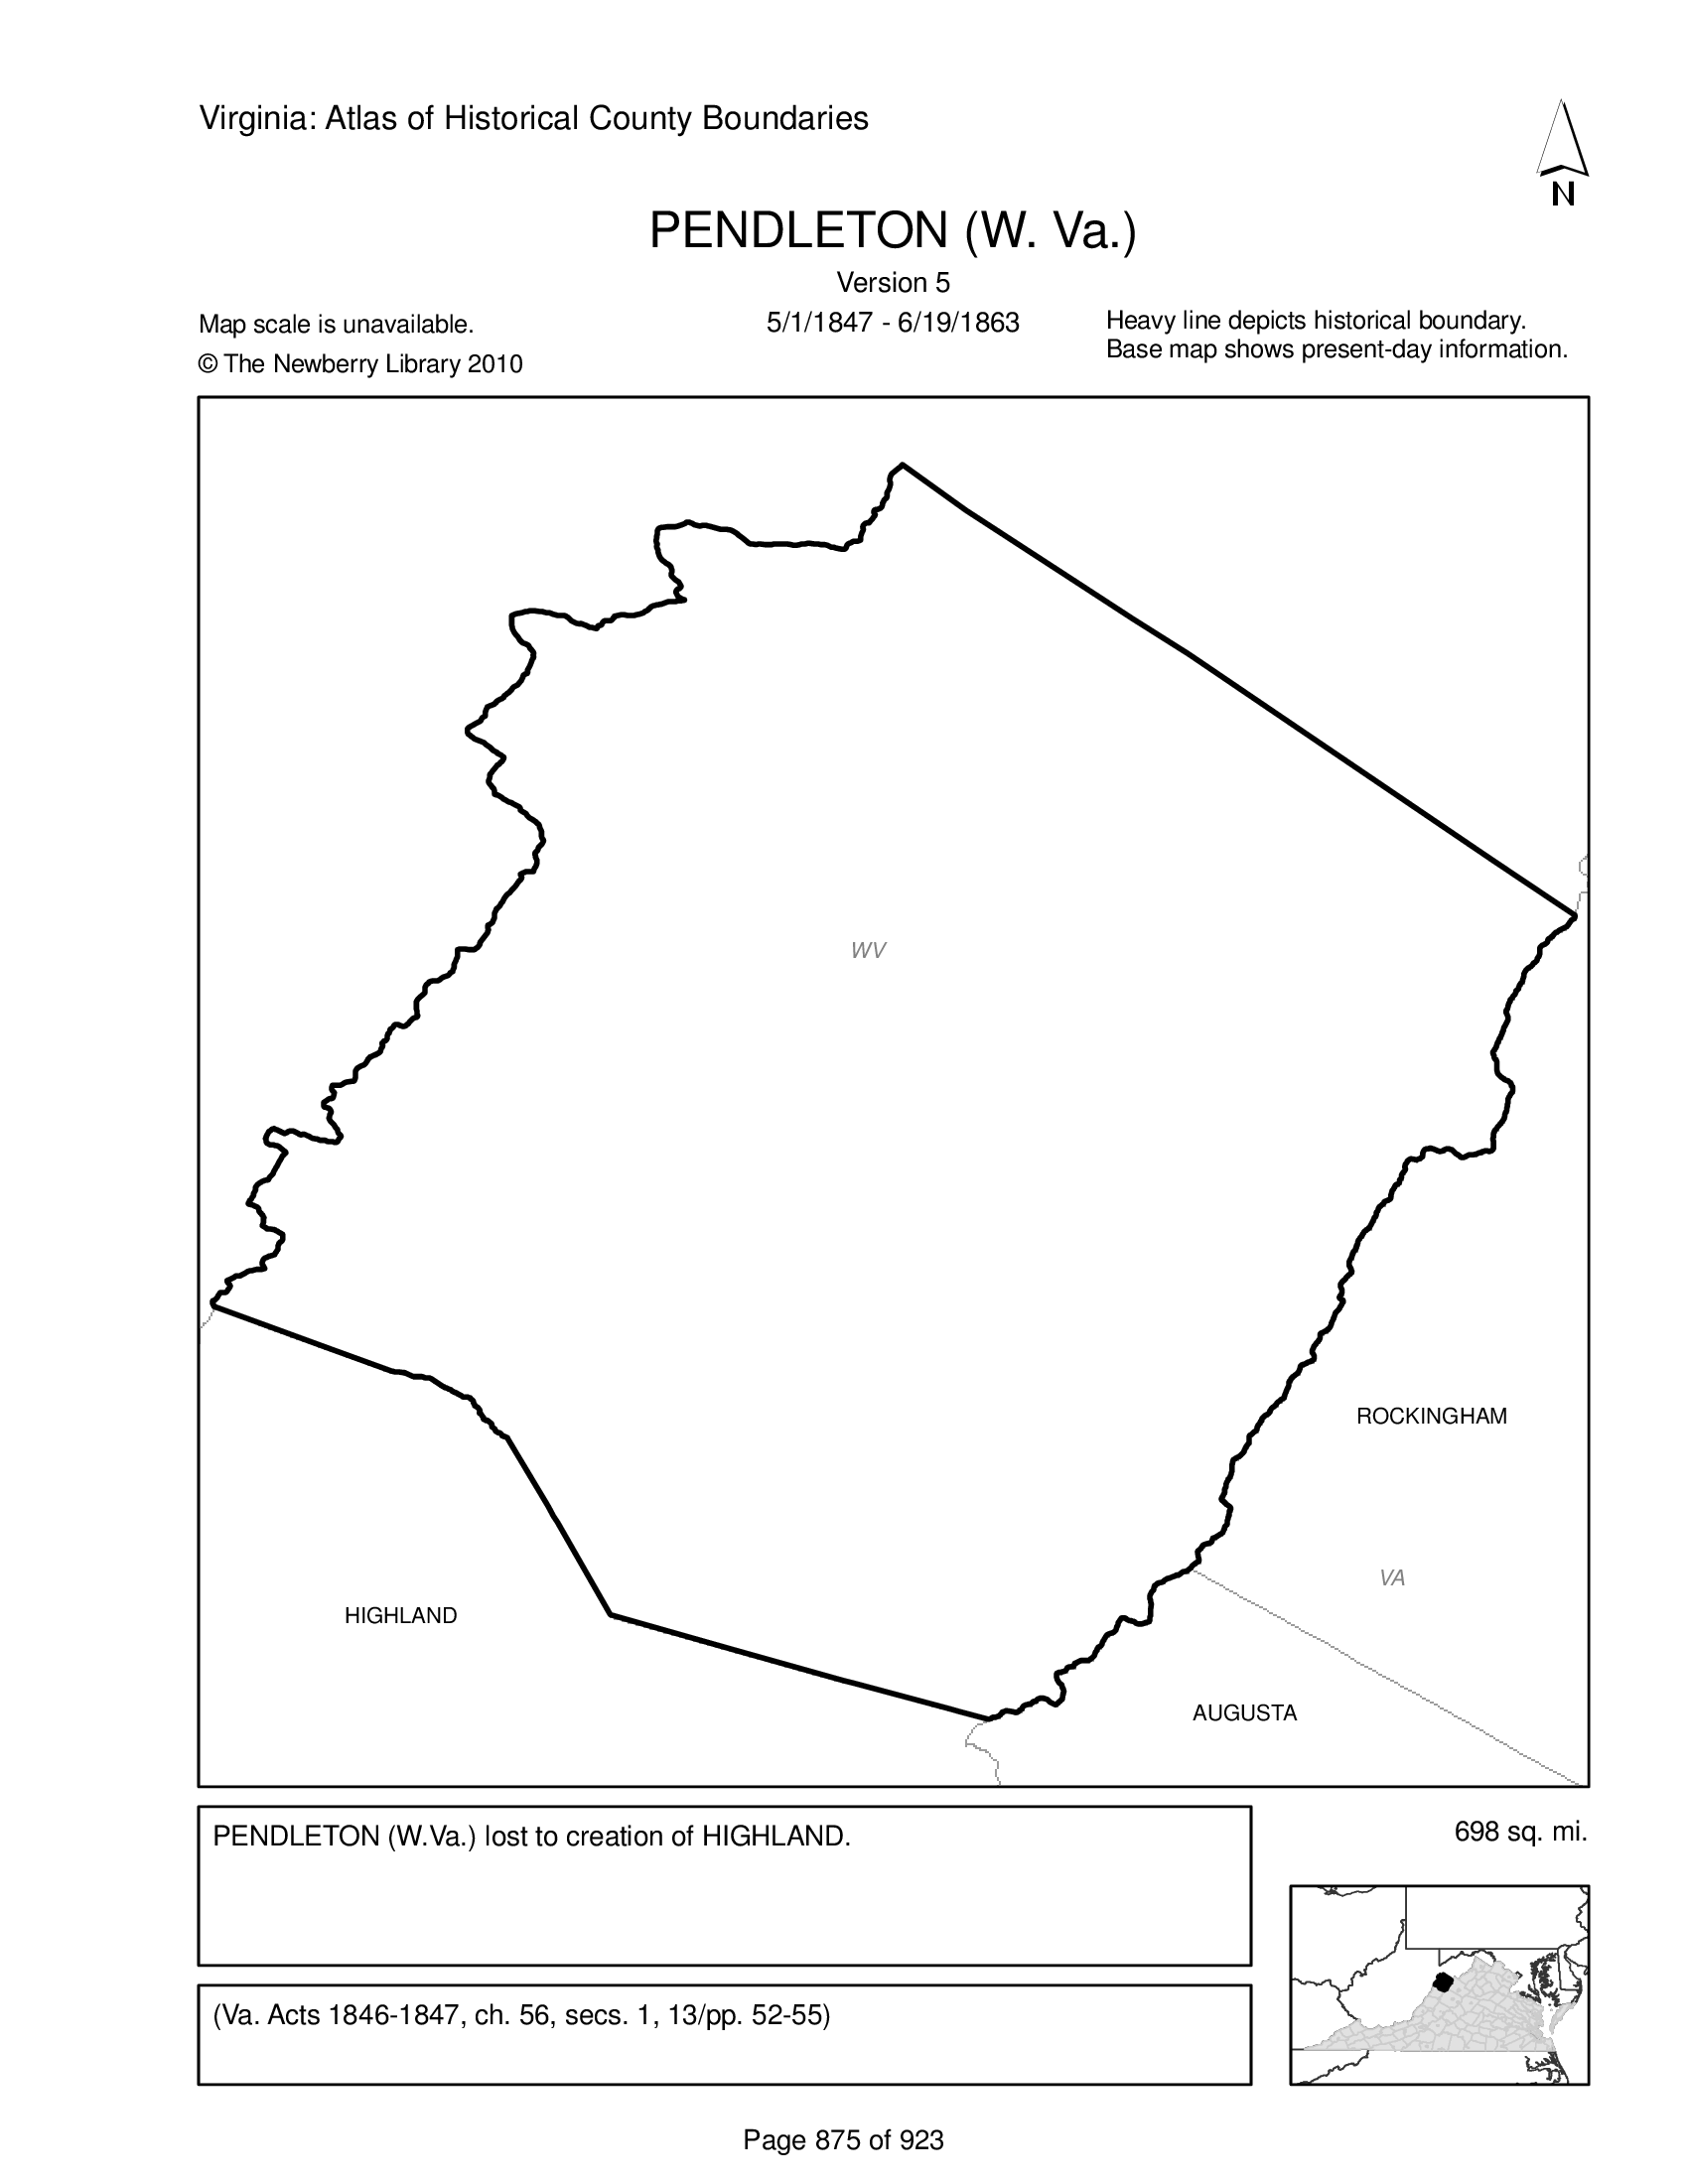 Virginia: Atlas of Historical County Boundaries
N
PENDLETON (W. Va.)
Version 5
Map scale is unavailable.
5/1/1847 - 6/19/1863
Heavy line depicts historical boundary.
© The Newberry Library 2010
Base map shows present-day information.
WV
ROCKINGHAM
VA
HIGHLAND
AUGUSTA
PENDLETON (W.Va.) lost to creation of HIGHLAND.
698 sq. mi.
(Va. Acts 1846-1847, ch. 56, secs. 1, 13/pp. 52-55)
Page 875 of 923